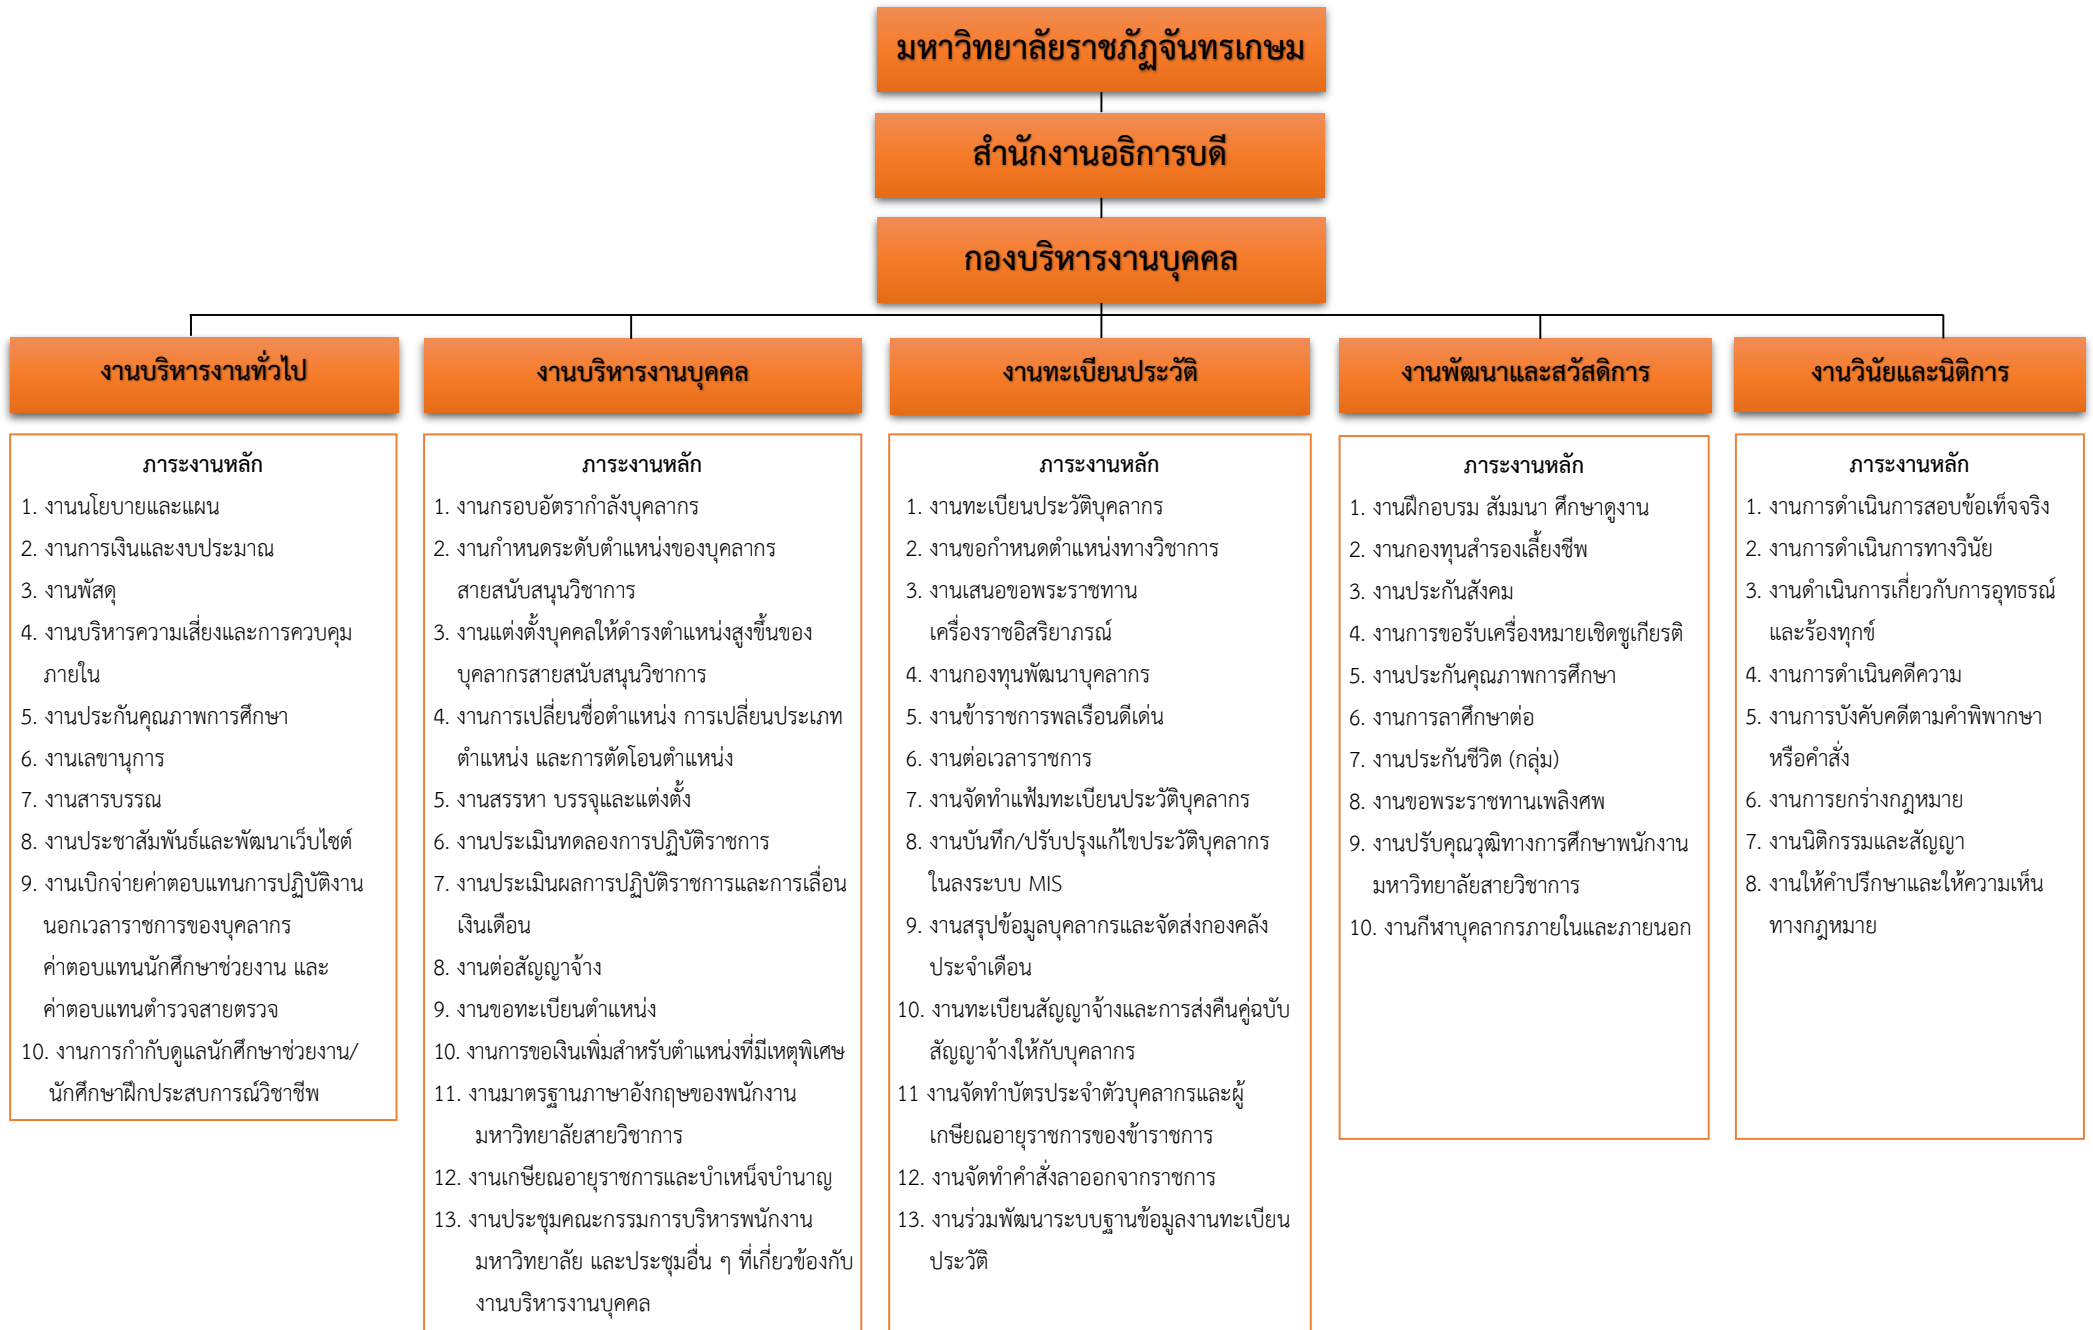 มหาวิทยาลัยราชภัฏจันทรเกษม
สำนักงานอธิการบดี
กองบริหารงานบุคคล
งานบริหารงานทั่วไป
ภาระงานหลัก
1. งานนโยบายและแผน
2. งานการเงินและงบประมาณ
3. งานพัสดุ
4. งานบริหารความเสี่ยงและการควบคุม
ภายใน
5. งานประกันคุณภาพการศึกษา
6. งานเลขานุการ
7. งานสารบรรณ
8. งานประชาสัมพันธ์และพัฒนาเว็บไซต์
9. งานเบิกจ่ายค่าตอบแทนการปฏิบัติงาน
นอกเวลาราชการของบุคลากร
ค่าตอบแทนนักศึกษาช่วยงาน และ
ค่าตอบแทนตำรวจสายตรวจ
10. งานการกำกับดูแลนักศึกษาช่วยงาน/
นักศึกษาฝึกประสบการณ์วิชาชีพ
งานบริหารงานบุคคล
ภาระงานหลัก
1. งานกรอบอัตรากำลังบุคลากร
2. งานกำหนดระดับตำแหน่งของบุคลากร
สายสนับสนุนวิชาการ
3. งานแต่งตั้งบุคคลให้ดำรงตำแหน่งสูงขึ้นของ
บุคลากรสายสนับสนุนวิชาการ
4. งานการเปลี่ยนชื่อตำแหน่ง การเปลี่ยนประเภท
ตำแหน่ง และการตัดโอนตำแหน่ง
5. งานสรรหา บรรจุและแต่งตั้ง
6. งานประเมินทดลองการปฏิบัติราชการ
7. งานประเมินผลการปฏิบัติราชการและการเลื่อน
เงินเดือน
8. งานต่อสัญญาจ้าง
9. งานขอทะเบียนตำแหน่ง
10. งานการขอเงินเพิ่มสำหรับตำแหน่งที่มีเหตุพิเศษ
11. งานมาตรฐานภาษาอังกฤษของพนักงาน
มหาวิทยาลัยสายวิชาการ
12. งานเกษียณอายุราชการและบำเหน็จบำนาญ
13. งานประชุมคณะกรรมการบริหารพนักงาน
มหาวิทยาลัย และประชุมอื่น ๆ ที่เกี่ยวข้องกับ
งานบริหารงานบุคคล
งานทะเบียนประวัติ
ภาระงานหลัก
1. งานทะเบียนประวัติบุคลากร
2. งานขอกำหนดตำแหน่งทางวิชาการ
3. งานเสนอขอพระราชทาน
เครื่องราชอิสริยาภรณ์
4. งานกองทุนพัฒนาบุคลากร
5. งานข้าราชการพลเรือนดีเด่น
6. งานต่อเวลาราชการ
7. งานจัดทำแฟ้มทะเบียนประวัติบุคลากร
8. งานบันทึก/ปรับปรุงแก้ไขประวัติบุคลากร
ในลงระบบ MIS
9. งานสรุปข้อมูลบุคลากรและจัดส่งกองคลัง
ประจำเดือน
10. งานทะเบียนสัญญาจ้างและการส่งคืนคู่ฉบับ
สัญญาจ้างให้กับบุคลากร
11 งานจัดทำบัตรประจำตัวบุคลากรและผู้
เกษียณอายุราชการของข้าราชการ
12. งานจัดทำคำสั่งลาออกจากราชการ
13. งานร่วมพัฒนาระบบฐานข้อมูลงานทะเบียน
ประวัติ
งานพัฒนาและสวัสดิการ
ภาระงานหลัก
1. งานฝึกอบรม สัมมนา ศึกษาดูงาน
2. งานกองทุนสำรองเลี้ยงชีพ
3. งานประกันสังคม
4. งานการขอรับเครื่องหมายเชิดชูเกียรติ
5. งานประกันคุณภาพการศึกษา
6. งานการลาศึกษาต่อ
7. งานประกันชีวิต (กลุ่ม)
8. งานขอพระราชทานเพลิงศพ
9. งานปรับคุณวุฒิทางการศึกษาพนักงาน
มหาวิทยาลัยสายวิชาการ
10. งานกีฬาบุคลากรภายในและภายนอก
งานวินัยและนิติการ
ภาระงานหลัก
1. งานการดำเนินการสอบข้อเท็จจริง
2. งานการดำเนินการทางวินัย
3. งานดำเนินการเกี่ยวกับการอุทธรณ์
และร้องทุกข์
4. งานการดำเนินคดีความ
5. งานการบังคับคดีตามคำพิพากษา
หรือคำสั่ง
6. งานการยกร่างกฎหมาย
7. งานนิติกรรมและสัญญา
8. งานให้คำปรึกษาและให้ความเห็น
ทางกฎหมาย